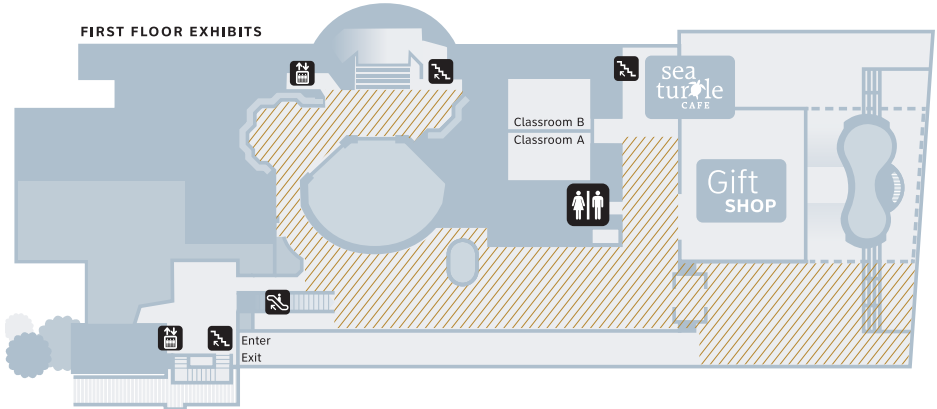 FIRST FLOOR EXHIBITS
sea
turtle
CAFE
Classroom B
Classroom A
Gift
SHOP
Enter
Exit